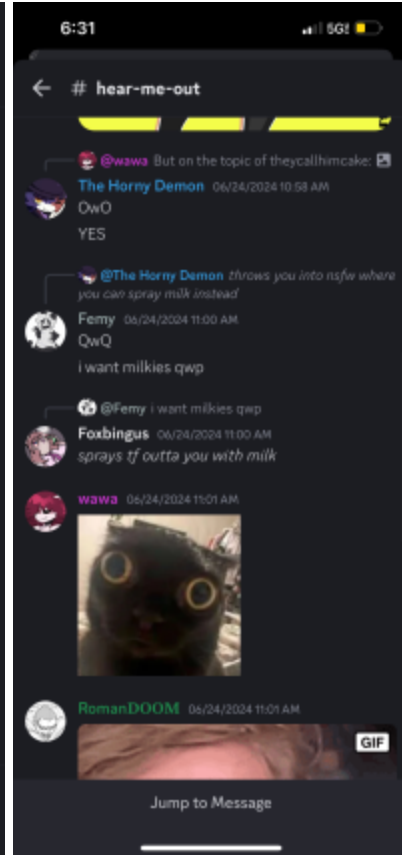 6:31
5GE
# hear-me-out
@wawa But on the topic of theycallhimcake:
The Horny Demon 06/24/2024 10:58 AM
OwO
YES
@The Horny Demon throws you into nsfw where
you can spray milk instead
Femy 06/24/2024 11:00 AM
QwQ
i want milkies qwp
@Femy i want milkies qwp
Foxbingus 06/24/2024 11:00 AM
sprays tf outta you with milk
wawa 06/24/2024 11:01 AM
RomanDOOM 06/24/2024 11:01 AM
GIF
Jump to Message